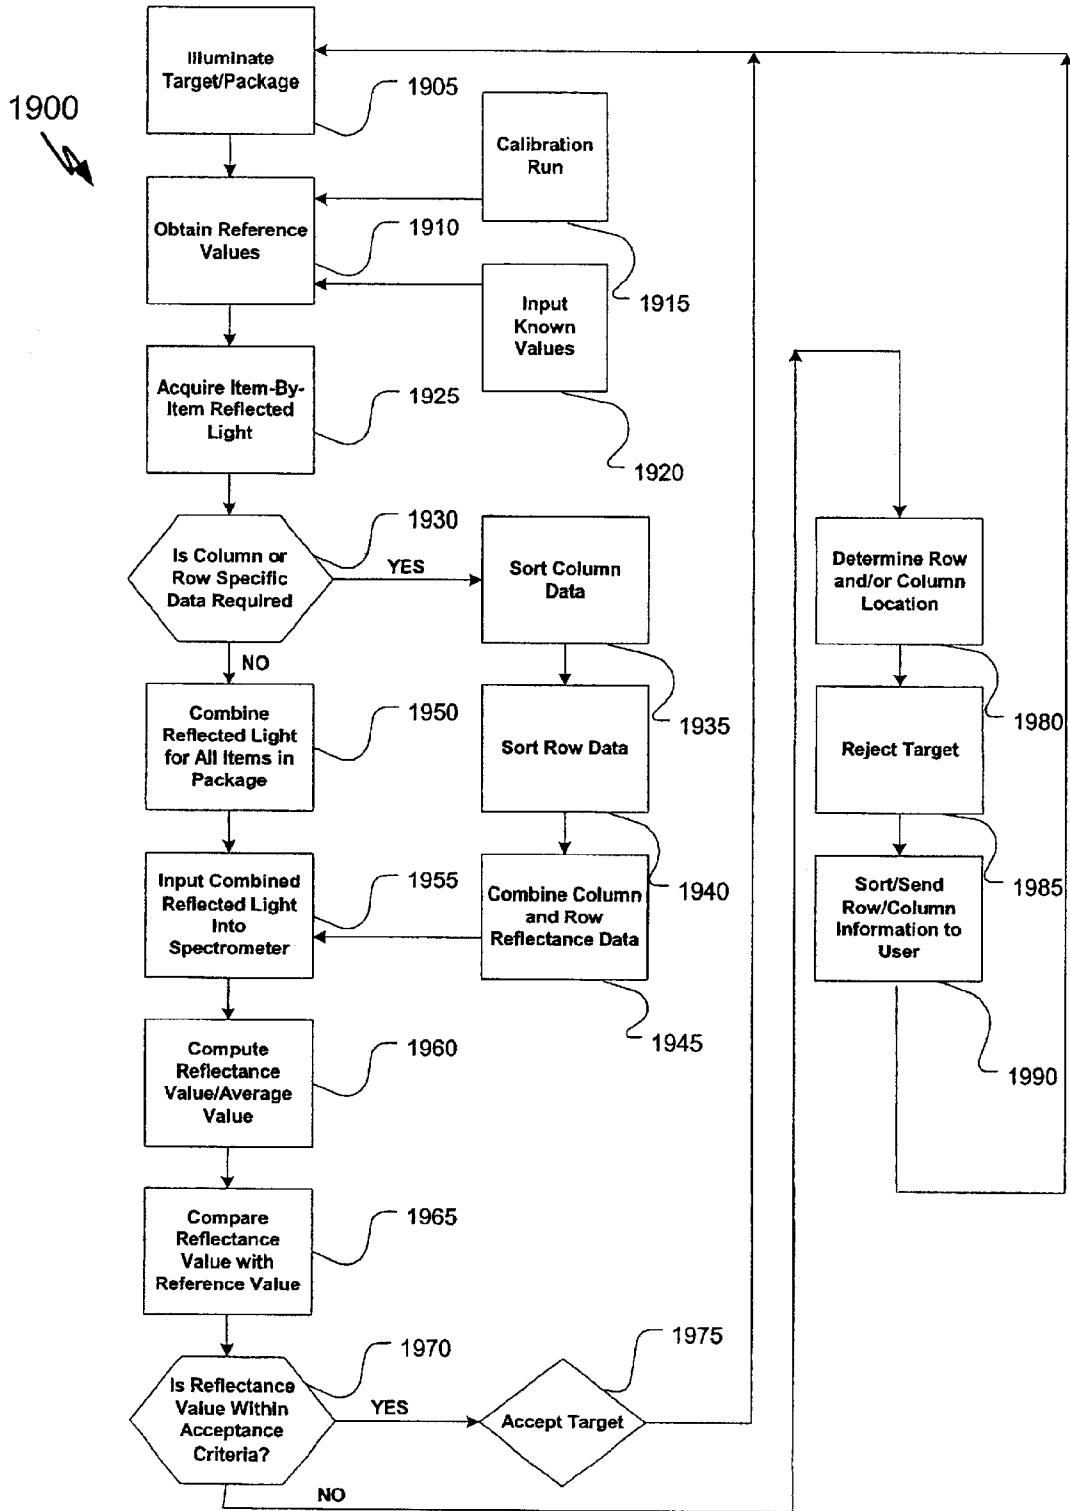 1900
Illuminate
Target/Package
1905
Calibration
Run
1915
Obtain Reference
Values
1910
Input
Known
Values
1920
Acquire Item-By-
Item Reflected
Light
1925
Is Column or
Row Specific
Data Required
1930
YES
NO
Sort Column
Data
1935
Sort Row Data
1940
Combine Column
and Row
Reflectance Data
1945
Combine
Reflected Light
for All Items in
Package
1950
Input Combined
Reflected Light
Into
Spectrometer
1955
Compute
Reflectance
Value/Average
Value
1960
Compare
Reflectance
Value with
Reference Value
1965
Is Reflectance
Value Within
Acceptance
Criteria?
1970
YES
NO
Accept Target
1975
Determine Row
and/or Column
Location
1980
Reject Target
1985
Sort/Send
Row/Column
Information to
User
1990